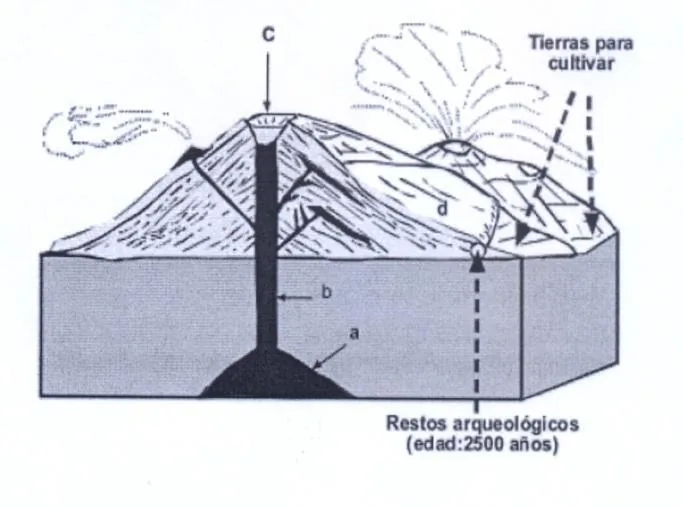 C
Tierras para
cultivar
d
b
a
Restos arqueológicos
(edad:2500 años)